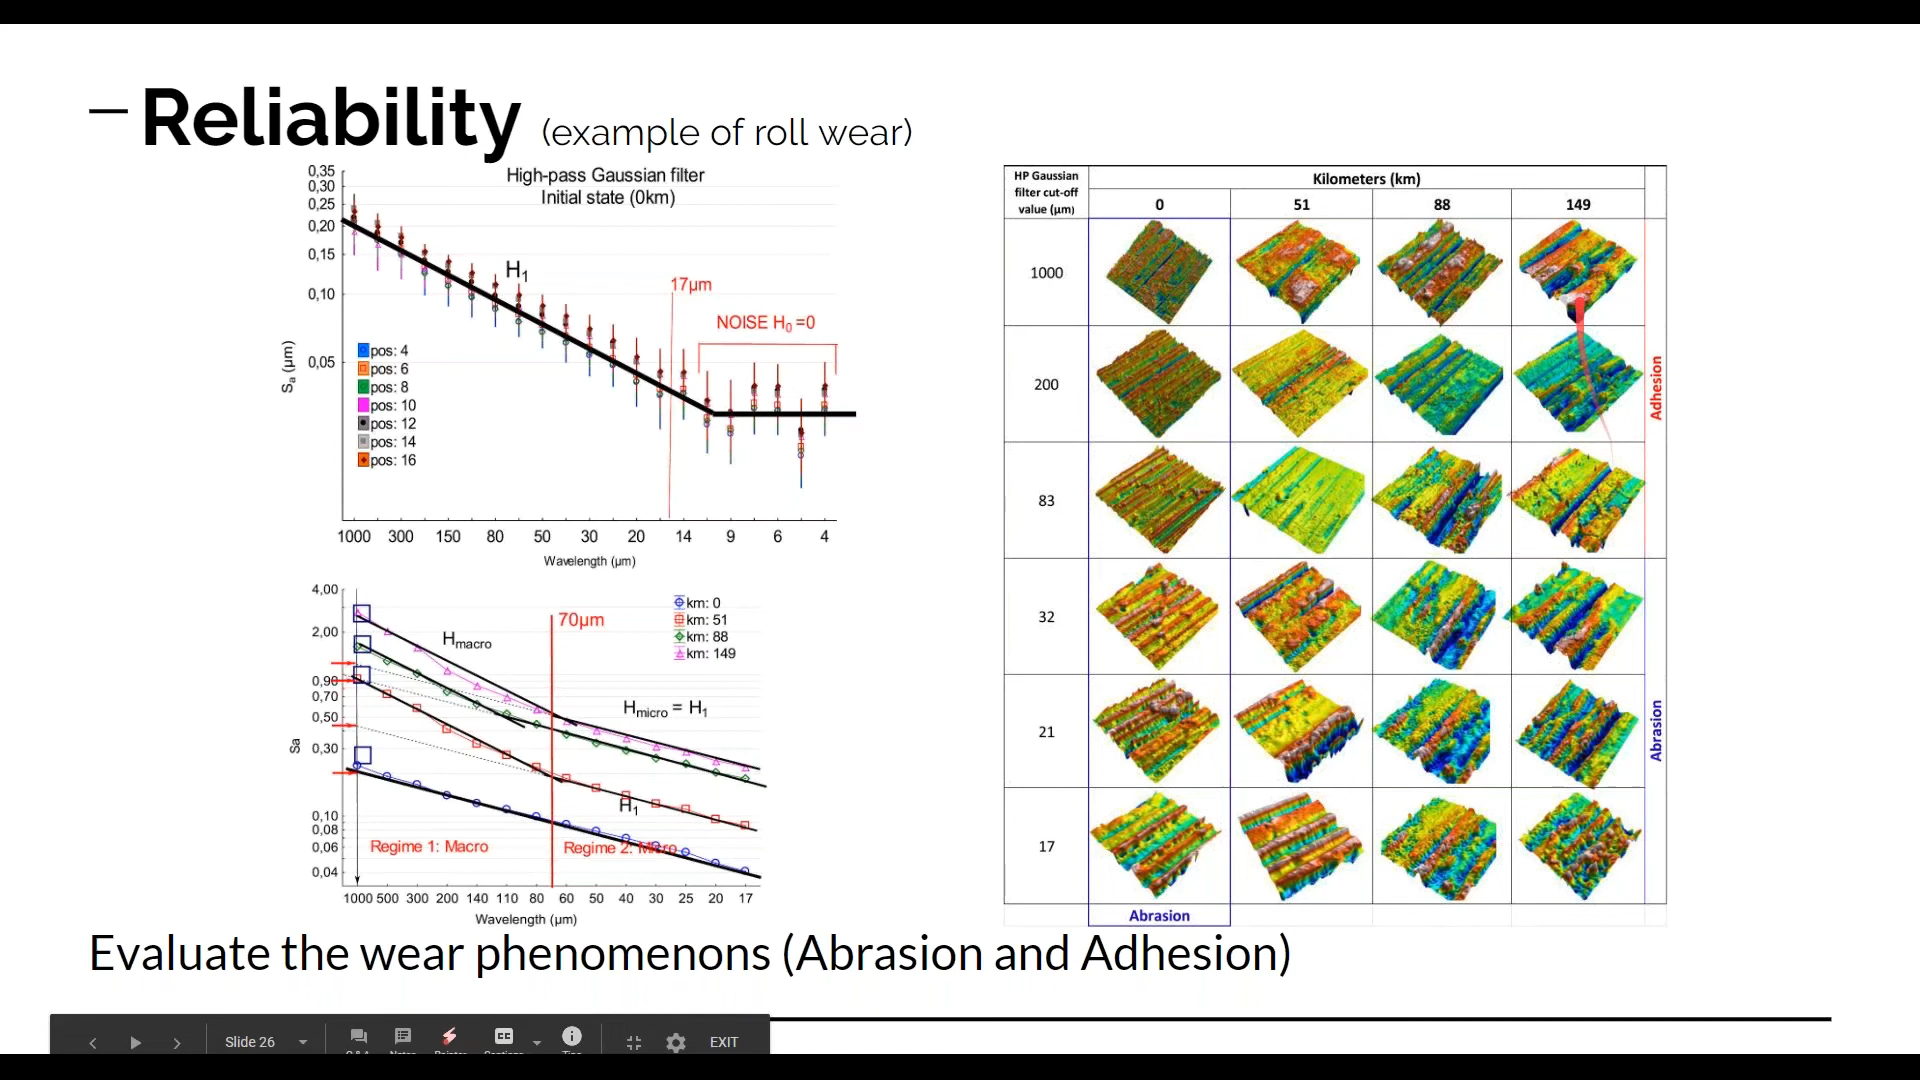 – Reliability (example of roll wear)
High-pass Gaussian filter
Initial state (0km)
0,35
0,30
0,25
0,20
0,15
0,10
0,05
Sa (µm)
H1
17µm
NOISE H0 =0
pos: 4
pos: 6
pos: 8
pos: 10
pos: 12
pos: 14
pos: 16
1000 300 150 80 50 30 20 14 9 6 4
Wavelength (µm)
4,00
2,00
0,90
0,70
0,50
0,30
0,10
0,08
0,06
0,04
Sa
Hmacro
70µm
km: 0
km: 51
km: 88
km: 149
Hmicro = H1
H1
Regime 1: Macro
Regime 2: Micro
1000 500 300 200 140 110 80 60 50 40 30 25 20 17
Wavelength (µm)
HP Gaussian
filter cut-off
value (µm)
Kilometers (km)
0 51 88 149
1000
200
83
32
21
17
Adhesion
Abrasion
Abrasion
Evaluate the wear phenomenons (Abrasion and Adhesion)
Slide 26
CC
EXIT